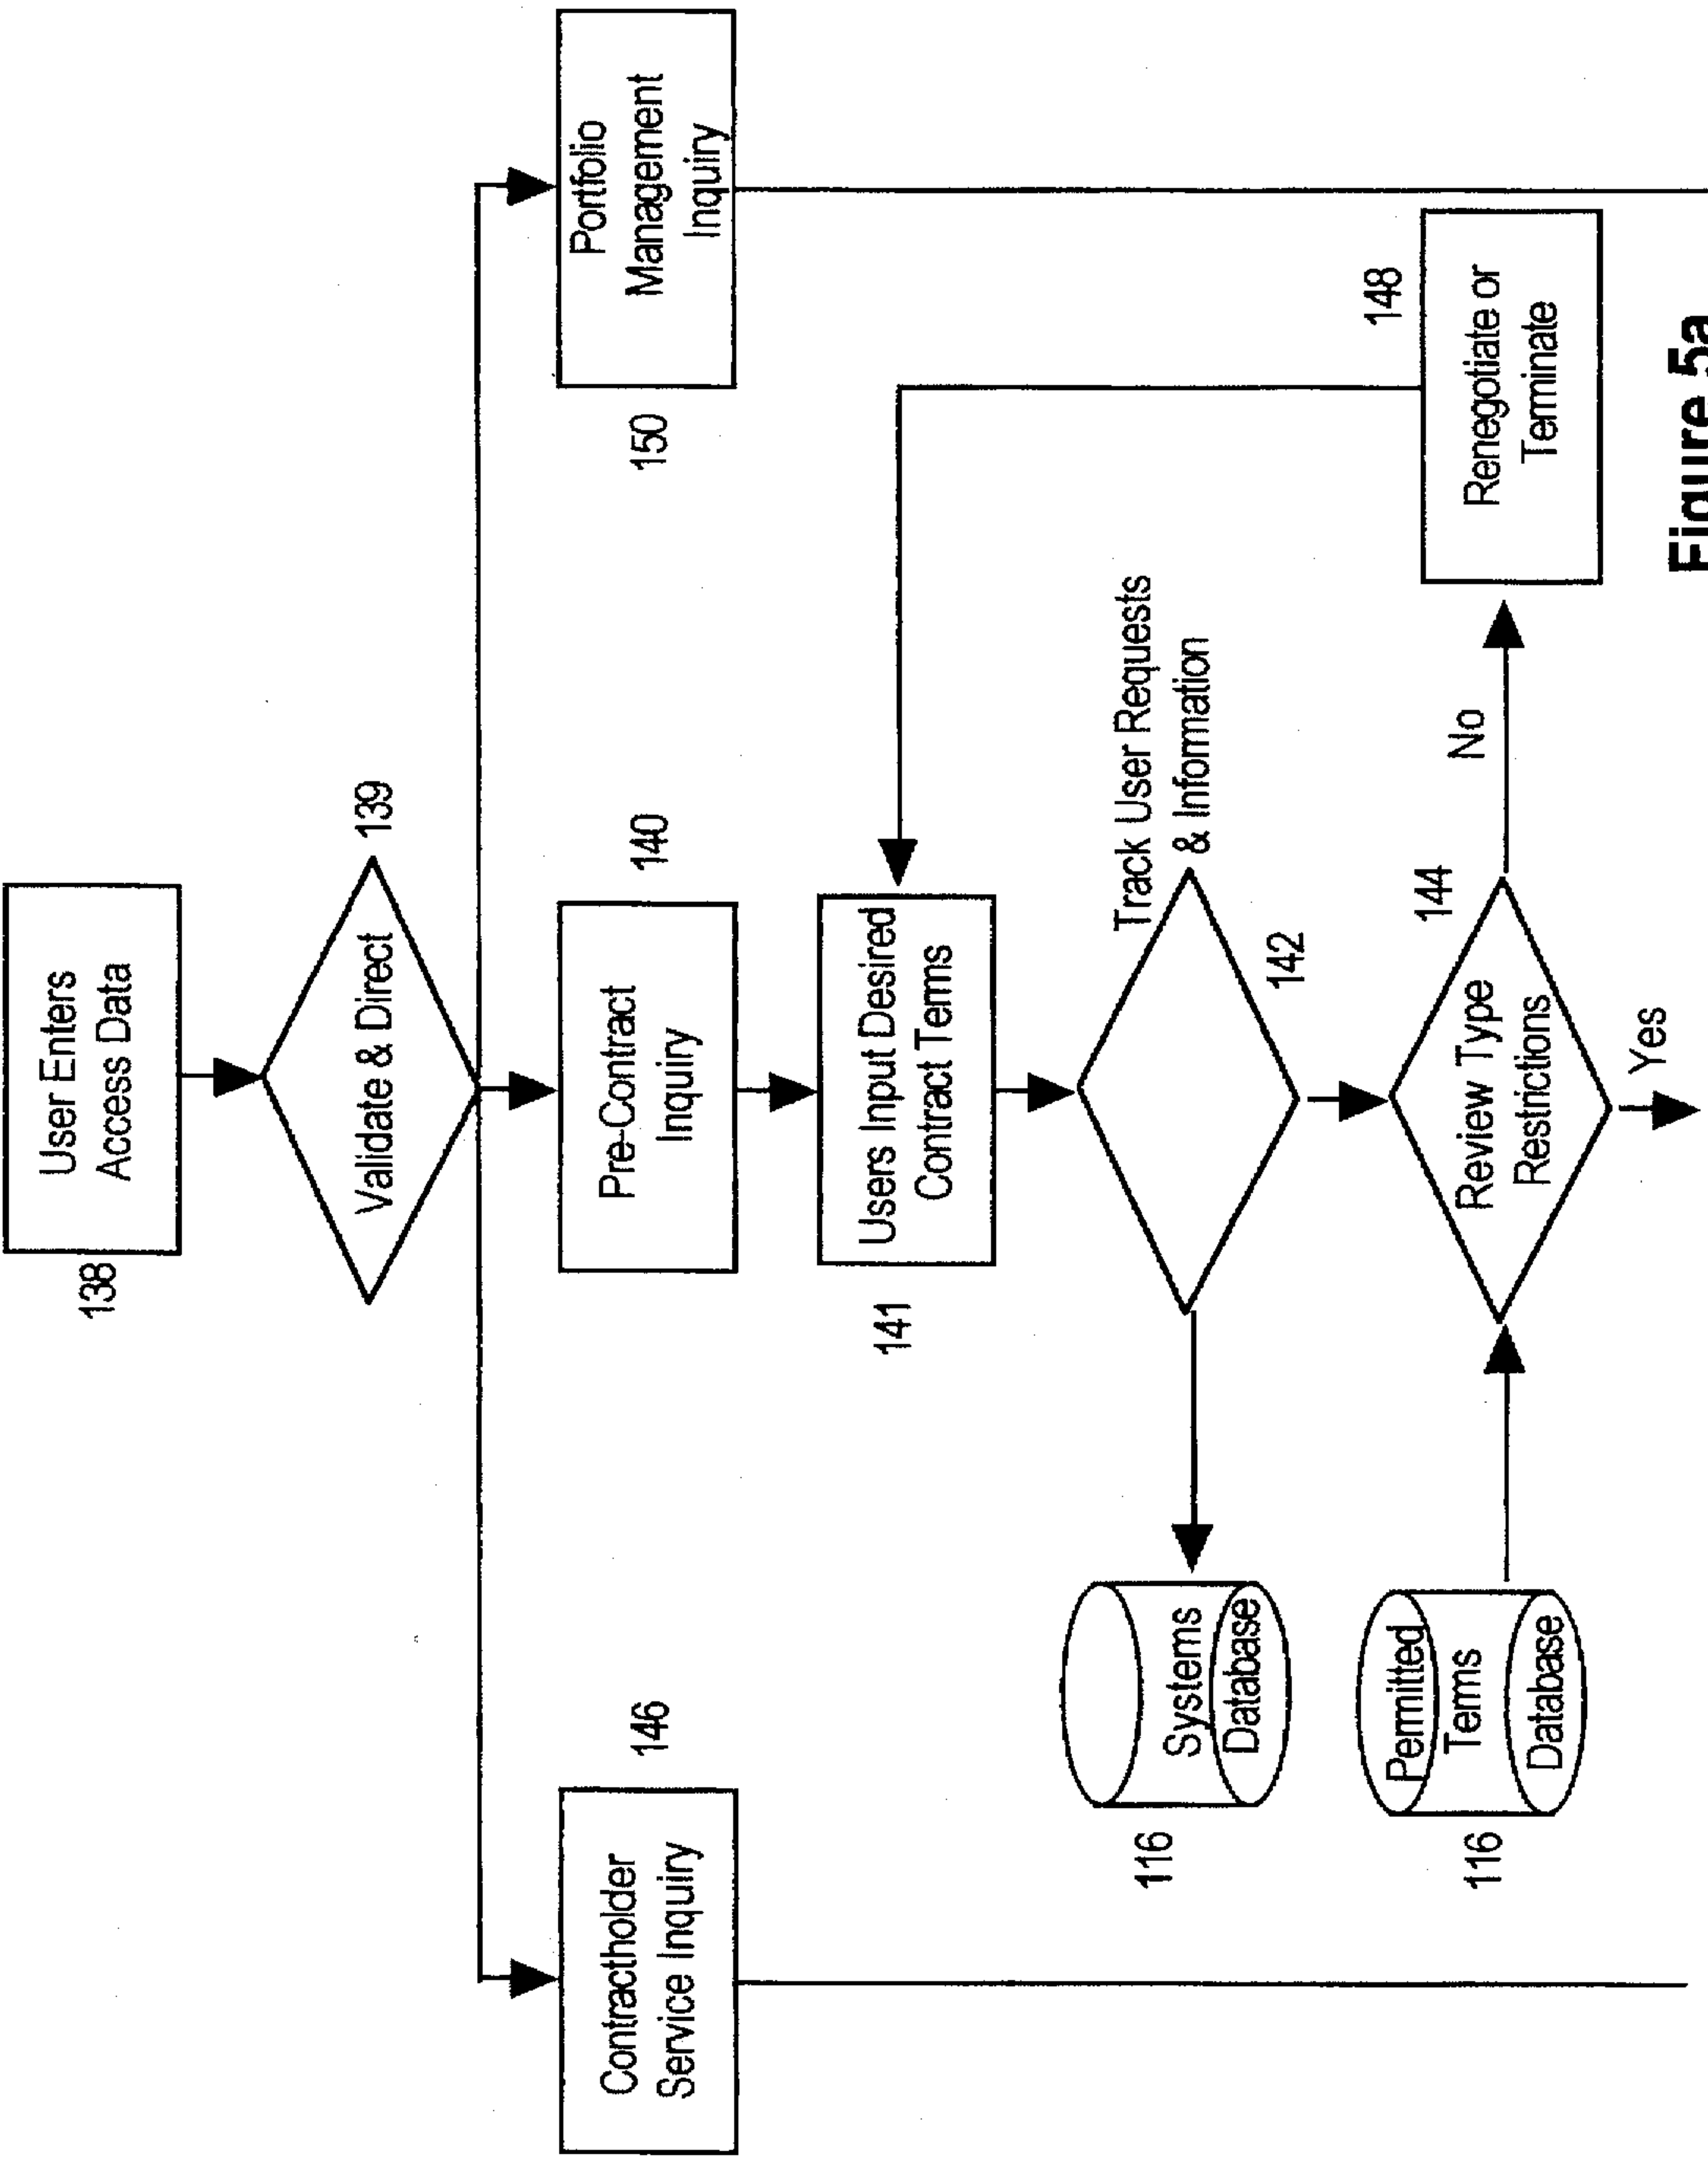 User Enters
Access Data
138
Validate & Direct
139
Contractholder
Service Inquiry
146
Pre-Contract
Inquiry
140
Portfolio
Management
Inquiry
150
Users Input Desired
Contract Terms
141
Track User Requests
& Information
142
Systems
Database
116
Permitted
Terms
Database
116
Review Type
Restrictions
144
No
Yes
148
Renegotiate or
Terminate
Figure 5a